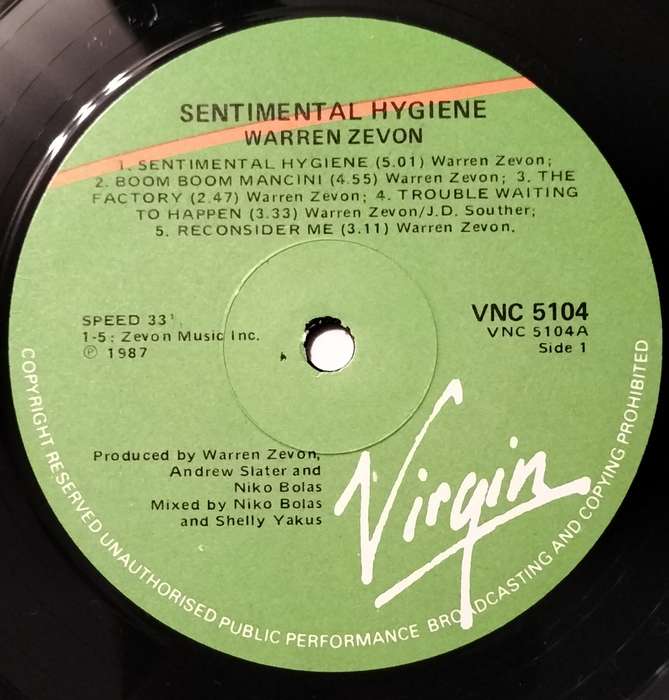 SENTIMENTAL HYGIENE
WARREN ZEVON
1. SENTIMENTAL HYGIENE (5.01) Warren Zevon;
2. BOOM BOOM MANCINI (4.55) Warren Zevon; 3. THE
FACTORY (2.47) Warren Zevon; 4. TROUBLE WAITING
TO HAPPEN (3.33) Warren Zevon/J.D. Souther;
5. RECONSIDER ME (3.11) Warren Zevon.
SPEED 33⅓
1-5: Zevon Music Inc.
Ⓟ 1987
VNC 5104
VNC 5104A
Side 1
Produced by Warren Zevon,
Andrew Slater and
Niko Bolas
Mixed by Niko Bolas
and Shelly Yakus
Virgin
COPYRIGHT RESERVED UNAUTHORISED PUBLIC PERFORMANCE BROADCASTING AND COPYING PROHIBITED